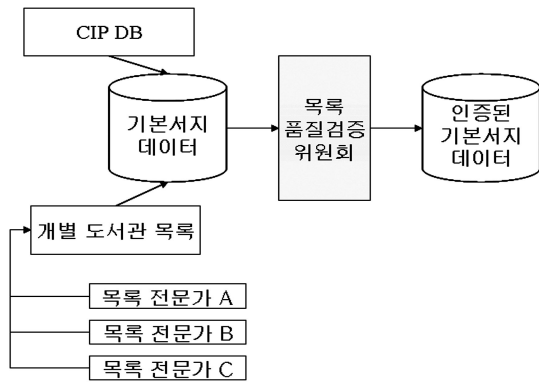 CIP DB
기본서지
데이터
목록
품질검증
위원회
인증된
기본서지
데이터
개별 도서관 목록
목록 전문가 A
목록 전문가 B
목록 전문가 C